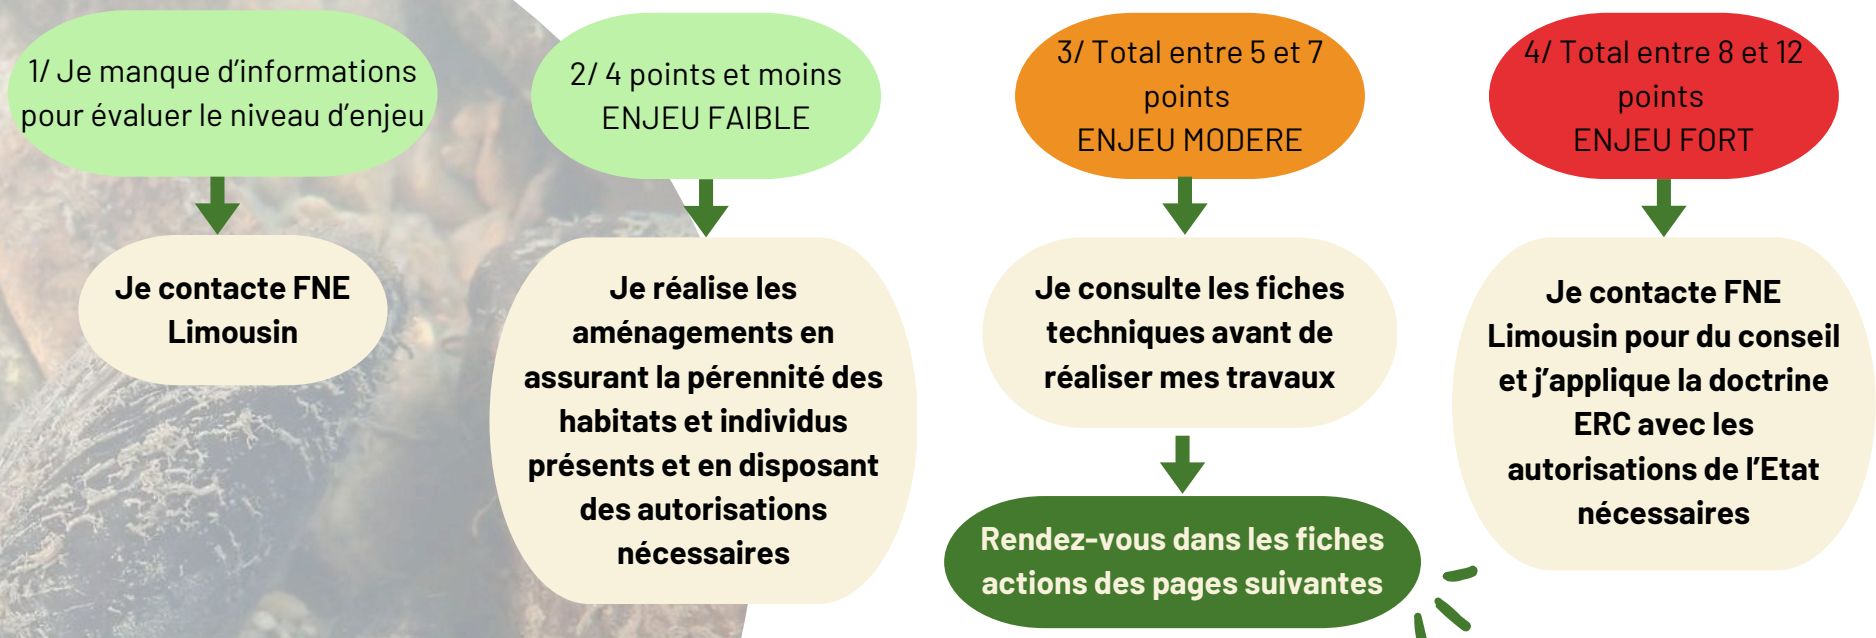 1/ Je manque d'informations
pour évaluer le niveau d'enjeu
Je contacte FNE
Limousin
2/ 4 points et moins
ENJEU FAIBLE
Je réalise les
aménagements en
assurant la pérennité des
habitats et individus
présents et en disposant
des autorisations
nécessaires
3/ Total entre 5 et 7
points
ENJEU MODERE
Je consulte les fiches
techniques avant de
réaliser mes travaux
Rendez-vous dans les fiches
actions des pages suivantes
4/ Total entre 8 et 12
points
ENJEU FORT
Je contacte FNE
Limousin pour du conseil
et j'applique la doctrine
ERC avec les
autorisations de l'Etat
nécessaires